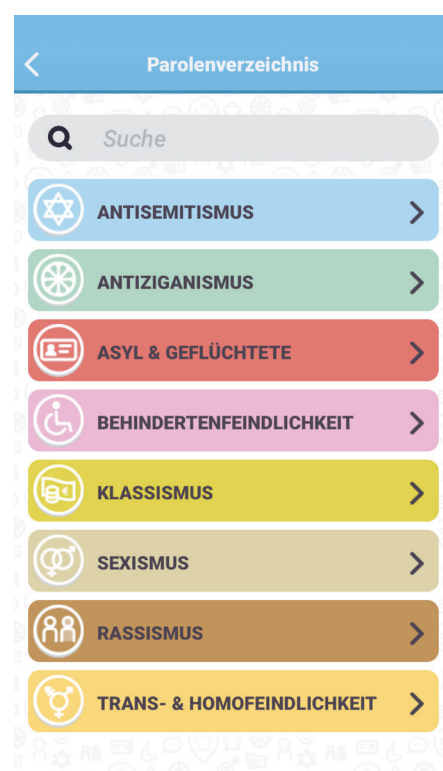 Parolenverzeichnis
Suche
ANTISEMITISMUS
ANTIZIGANISMUS
ASYL & GEFLÜCHTETE
BEHINDERTENFEINDLICHKEIT
KLASSISMUS
SEXISMUS
RASSISMUS
TRANS- & HOMOFEINDLICHKEIT